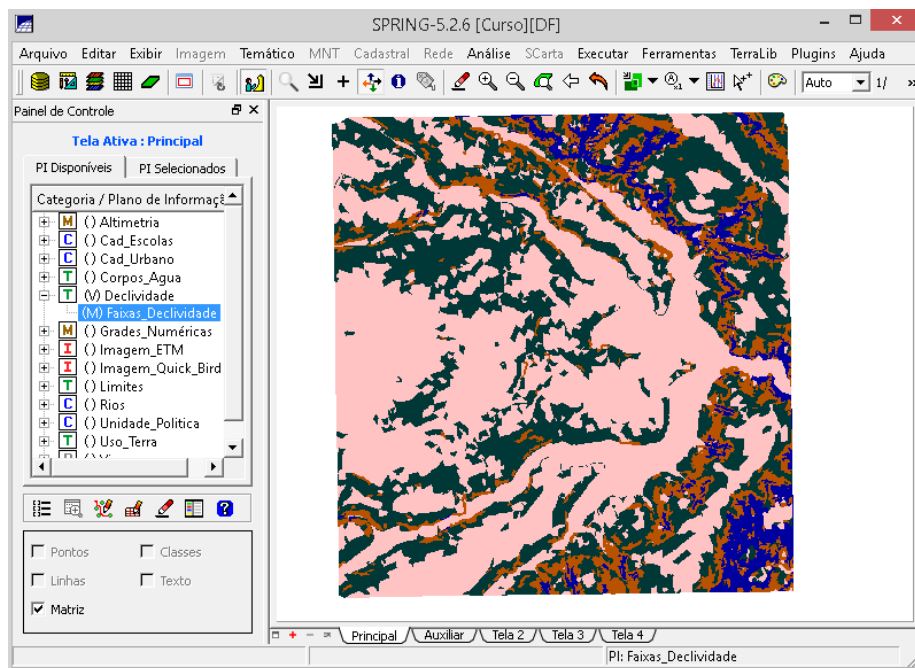 SPRING-5.2.6 [Curso][DF]
Arquivo Editar Exibir Imagem Temático MNT Cadastral Rede Análise SCarta Executar Ferramentas TerraLib Plugins Ajuda
Auto 1/ »
Painel de Controle
Tela Ativa : Principal
PI Disponíveis PI Selecionados
Categoria / Plano de Informaçã
M () Altimetria
C () Cad_Escolas
C () Cad_Urbano
T () Corpos_Agua
T (V) Declividade
(M) Faixas_Declividade
M () Grades_Numéricas
I () Imagem_ETM
I () Imagem_Quick_Bird
T () Limites
C () Rios
C () Unidade_Politica
T () Uso_Terra
Pontos Classes
Linhas Texto
Matriz
Principal Auxiliar Tela 2 Tela 3 Tela 4
PI: Faixas_Declividade